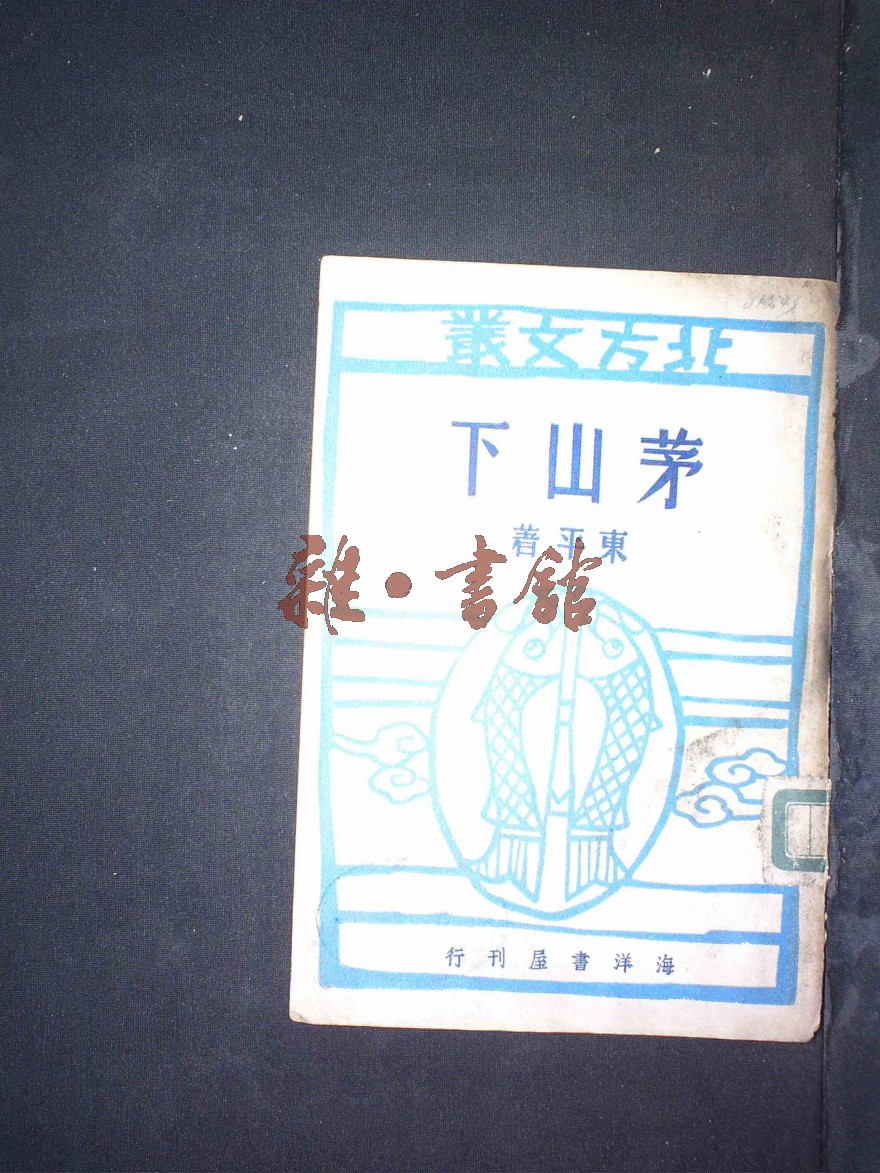 北方文叢
茅山下
東平著
雜·書館
海洋書屋刊行